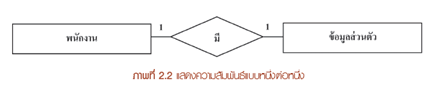 พนักงาน 1 มี 1 ข้อมูลส่วนตัว
ภาพที่ 2.2 แสดงความสัมพันธ์แบบหนึ่งต่อหนึ่ง